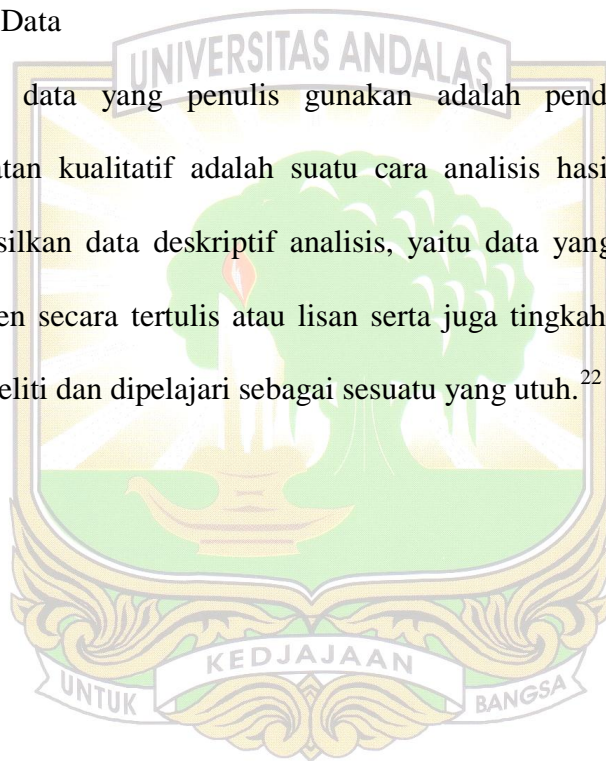 Data
UNIVERSITAS ANDALAS
data yang penulis gunakan adalah pend
atan kualitatif adalah suatu cara analisis hasi
silkan data deskriptif analisis, yaitu data yang
en secara tertulis atau lisan serta juga tingkah
eliti dan dipelajari sebagai sesuatu yang utuh.22
KEDJAJAAN
UNTUK BANGSA